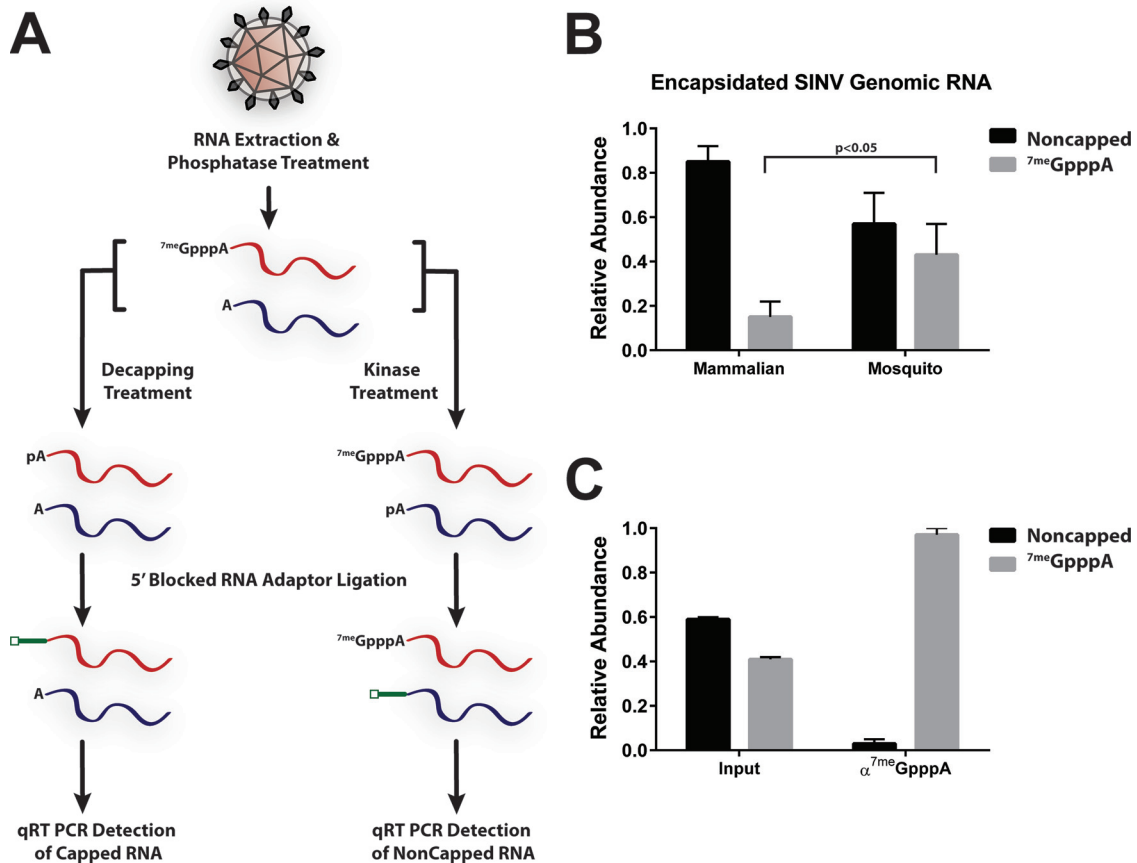 A
RNA Extraction &
Phosphatase Treatment
7meGpppA
A
Decapping
Treatment
Kinase
Treatment
pA
A
7meGpppA
pA
5' Blocked RNA Adaptor Ligation
A
7meGpppA
qRT PCR Detection
of Capped RNA
qRT PCR Detection
of NonCapped RNA
B
Encapsidated SINV Genomic RNA
Relative Abundance
1.0
0.8
0.6
0.4
0.2
0.0
p<0.05
Mammalian
Mosquito
Noncapped
7meGpppA
C
Relative Abundance
1.0
0.8
0.6
0.4
0.2
0.0
Input
α7meGpppA
Noncapped
7meGpppA